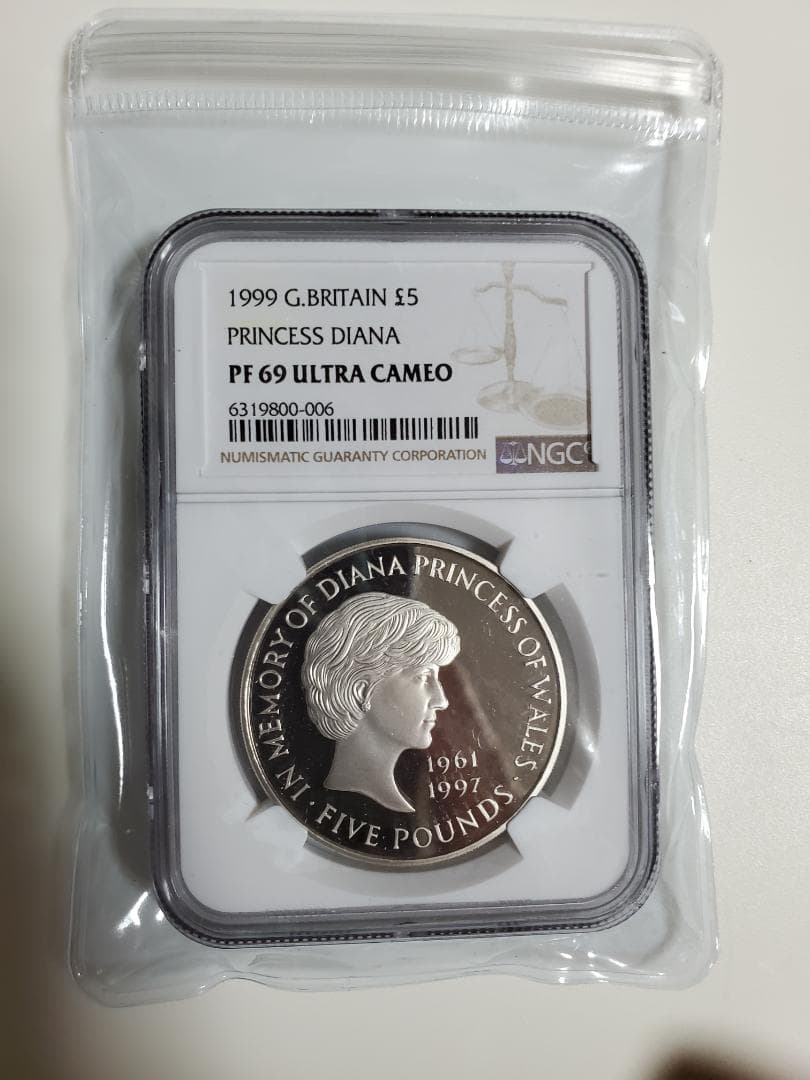 1999 G.BRITAIN £5
PRINCESS DIANA
PF 69 ULTRA CAMEO
6319800-006
NUMISMATIC GUARANTY CORPORATION
NGC
IN MEMORY OF DIANA PRINCESS OF WALES ·
1961
1997
· FIVE POUNDS